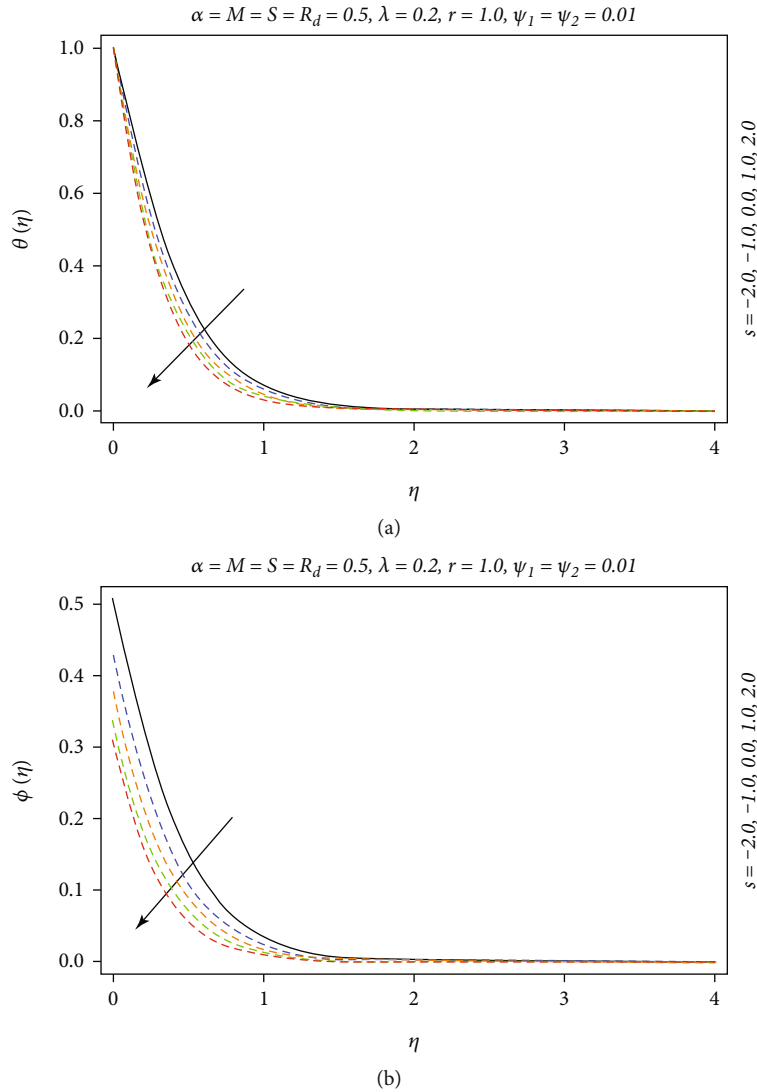 α = M = S = R_d = 0.5, λ = 0.2, r = 1.0, ψ_1 = ψ_2 = 0.01
1.0
0.8
0.6
0.4
0.2
0.0
θ (η)
0
1
2
3
4
η
s = −2.0, −1.0, 0.0, 1.0, 2.0
(a)
α = M = S = R_d = 0.5, λ = 0.2, r = 1.0, ψ_1 = ψ_2 = 0.01
0.5
0.4
0.3
0.2
0.1
0.0
ϕ (η)
0
1
2
3
4
η
s = −2.0, −1.0, 0.0, 1.0, 2.0
(b)